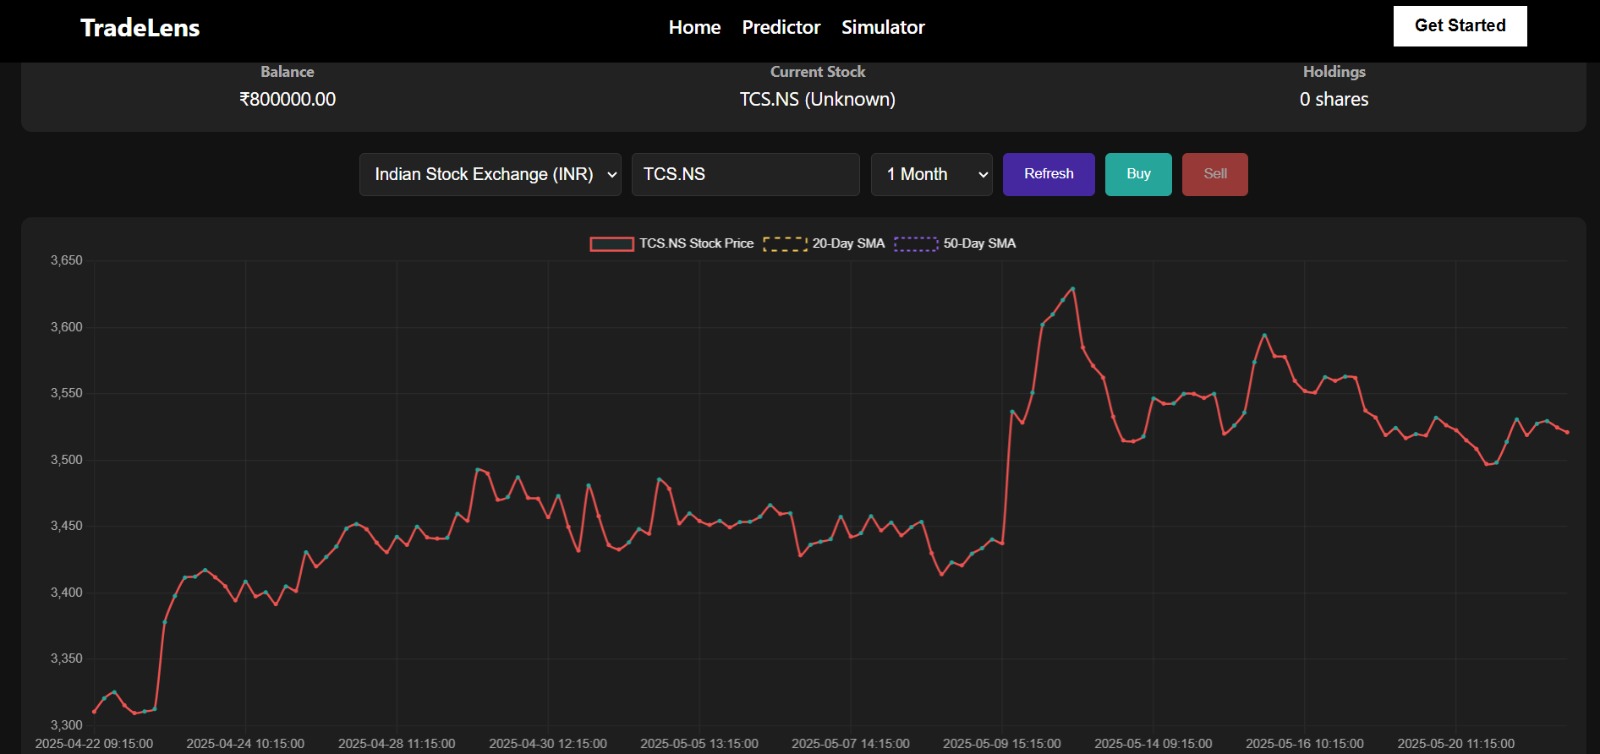 TradeLens Home Predictor Simulator Get Started
Balance Current Stock Holdings
₹800000.00 TCS.NS (Unknown) 0 shares
Indian Stock Exchange (INR) TCS.NS 1 Month Refresh Buy Sell
TCS.NS Stock Price 20-Day SMA 50-Day SMA
3,650
3,600
3,550
3,500
3,450
3,400
3,350
3,300
2025-04-22 09:15:00 2025-04-24 10:15:00 2025-04-28 11:15:00 2025-04-30 12:15:00 2025-05-05 13:15:00 2025-05-07 14:15:00 2025-05-09 15:15:00 2025-05-14 09:15:00 2025-05-16 10:15:00 2025-05-20 11:15:00